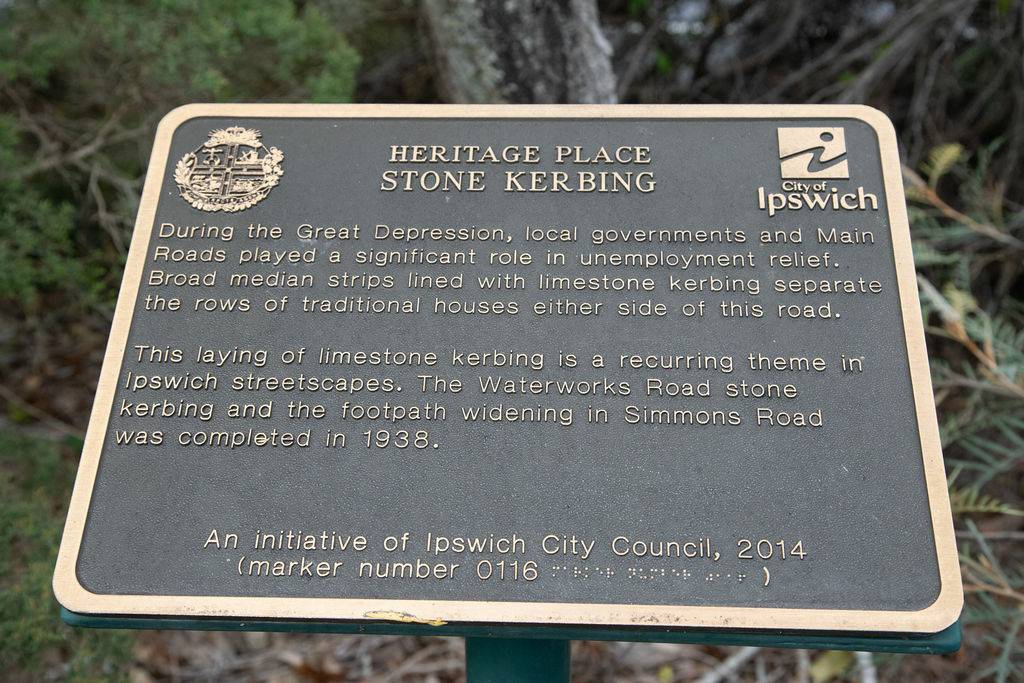 HERITAGE PLACE
STONE KERBING
City of
Ipswich
During the Great Depression, local governments and Main
Roads played a significant role in unemployment relief.
Broad median strips lined with limestone kerbing separate
the rows of traditional houses either side of this road.
This laying of limestone kerbing is a recurring theme in
Ipswich streetscapes. The Waterworks Road stone
kerbing and the footpath widening in Simmons Road
was completed in 1938.
An initiative of Ipswich City Council, 2014
(marker number 0116 )